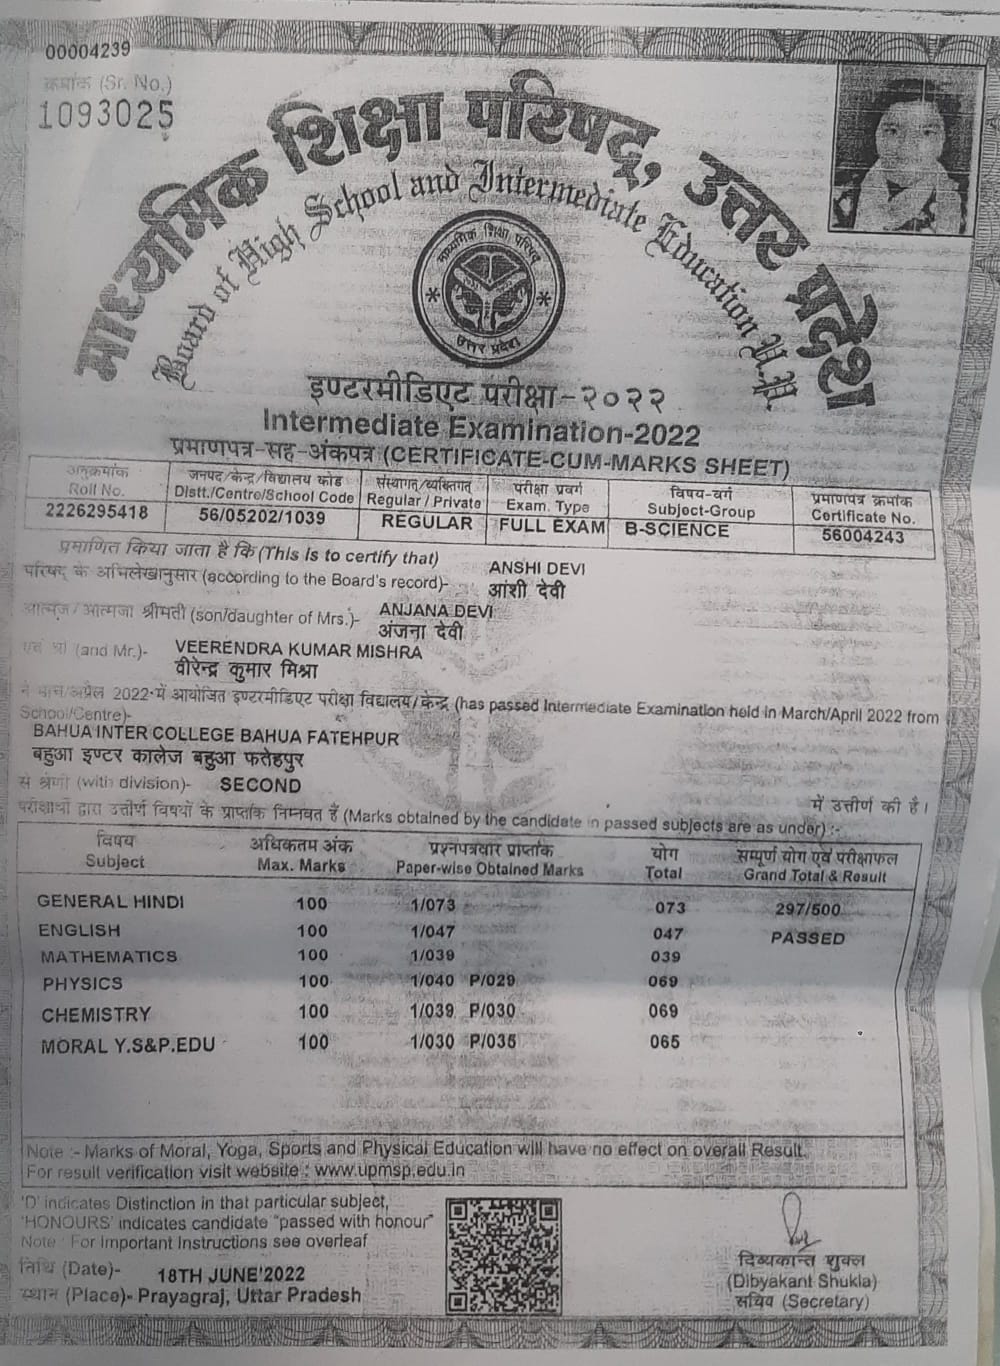 00004239
क्रमांक (Sr. No.)
1093025
माध्यमिक शिक्षा परिषद्, उत्तर प्रदेश
Board of High School and Intermediate Education U.P.
माध्यमिक शिक्षा परिषद
उत्तर प्रदेश
इण्टरमीडिएट परीक्षा-२०२२
Intermediate Examination-2022
प्रमाणपत्र-सह-अंकपत्र (CERTIFICATE-CUM-MARKS SHEET)
अनुक्रमांक जनपद/केन्द्र/विद्यालय कोड संस्थागत/व्यक्तिगत परीक्षा प्रवर्ग विषय-वर्ग प्रमाणपत्र क्रमांक
Roll No. Distt./Centre/School Code Regular / Private Exam. Type Subject-Group Certificate No.
2226295418 56/05202/1039 REGULAR FULL EXAM B-SCIENCE 56004243
प्रमाणित किया जाता है कि (This is to certify that)
ANSHI DEVI
परिषद् के अभिलेखानुसार (according to the Board's record)- आंशी देवी
आत्मज/आत्मजा श्रीमती (son/daughter of Mrs.)- ANJANA DEVI
अंजना देवी
एवं श्री (and Mr.)- VEERENDRA KUMAR MISHRA
वीरेन्द्र कुमार मिश्रा
ने मार्च/अप्रैल 2022 में आयोजित इण्टरमीडिएट परीक्षा विद्यालय/केन्द्र (has passed Intermediate Examination held in March/April 2022 from
School/Centre)-
BAHUA INTER COLLEGE BAHUA FATEHPUR
बहुआ इण्टर कालेज बहुआ फतेहपुर
से श्रेणी (with division)- SECOND में उत्तीर्ण की है।
परीक्षार्थी द्वारा उत्तीर्ण विषयों के प्राप्तांक निम्नवत हैं (Marks obtained by the candidate in passed subjects are as under) :-
विषय अधिकतम अंक प्रश्नपत्रवार प्राप्तांक योग सम्पूर्ण योग एवं परीक्षाफल
Subject Max. Marks Paper-wise Obtained Marks Total Grand Total & Result
GENERAL HINDI 100 1/073 073 297/500
ENGLISH 100 1/047 047 PASSED
MATHEMATICS 100 1/039 039
PHYSICS 100 1/040 P/029 069
CHEMISTRY 100 1/039 P/030 069
MORAL Y.S&P.EDU 100 1/030 P/035 065
Note :- Marks of Moral, Yoga, Sports and Physical Education will have no effect on overall Result.
For result verification visit website : www.upmsp.edu.in
'D' indicates Distinction in that particular subject,
'HONOURS' indicates candidate "passed with honour"
Note : For Important Instructions see overleaf
तिथि (Date)- 18TH JUNE'2022
स्थान (Place)- Prayagraj, Uttar Pradesh
दिव्यकान्त शुक्ल
(Dibyakant Shukla)
सचिव (Secretary)